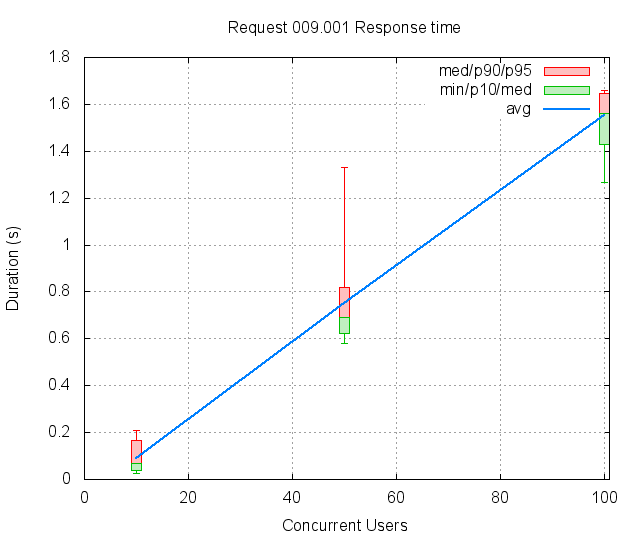 Request 009.001 Response time
med/p90/p95
min/p10/med
avg
Duration (s)
1.8
1.6
1.4
1.2
1
0.8
0.6
0.4
0.2
0
0 20 40 60 80 100
Concurrent Users